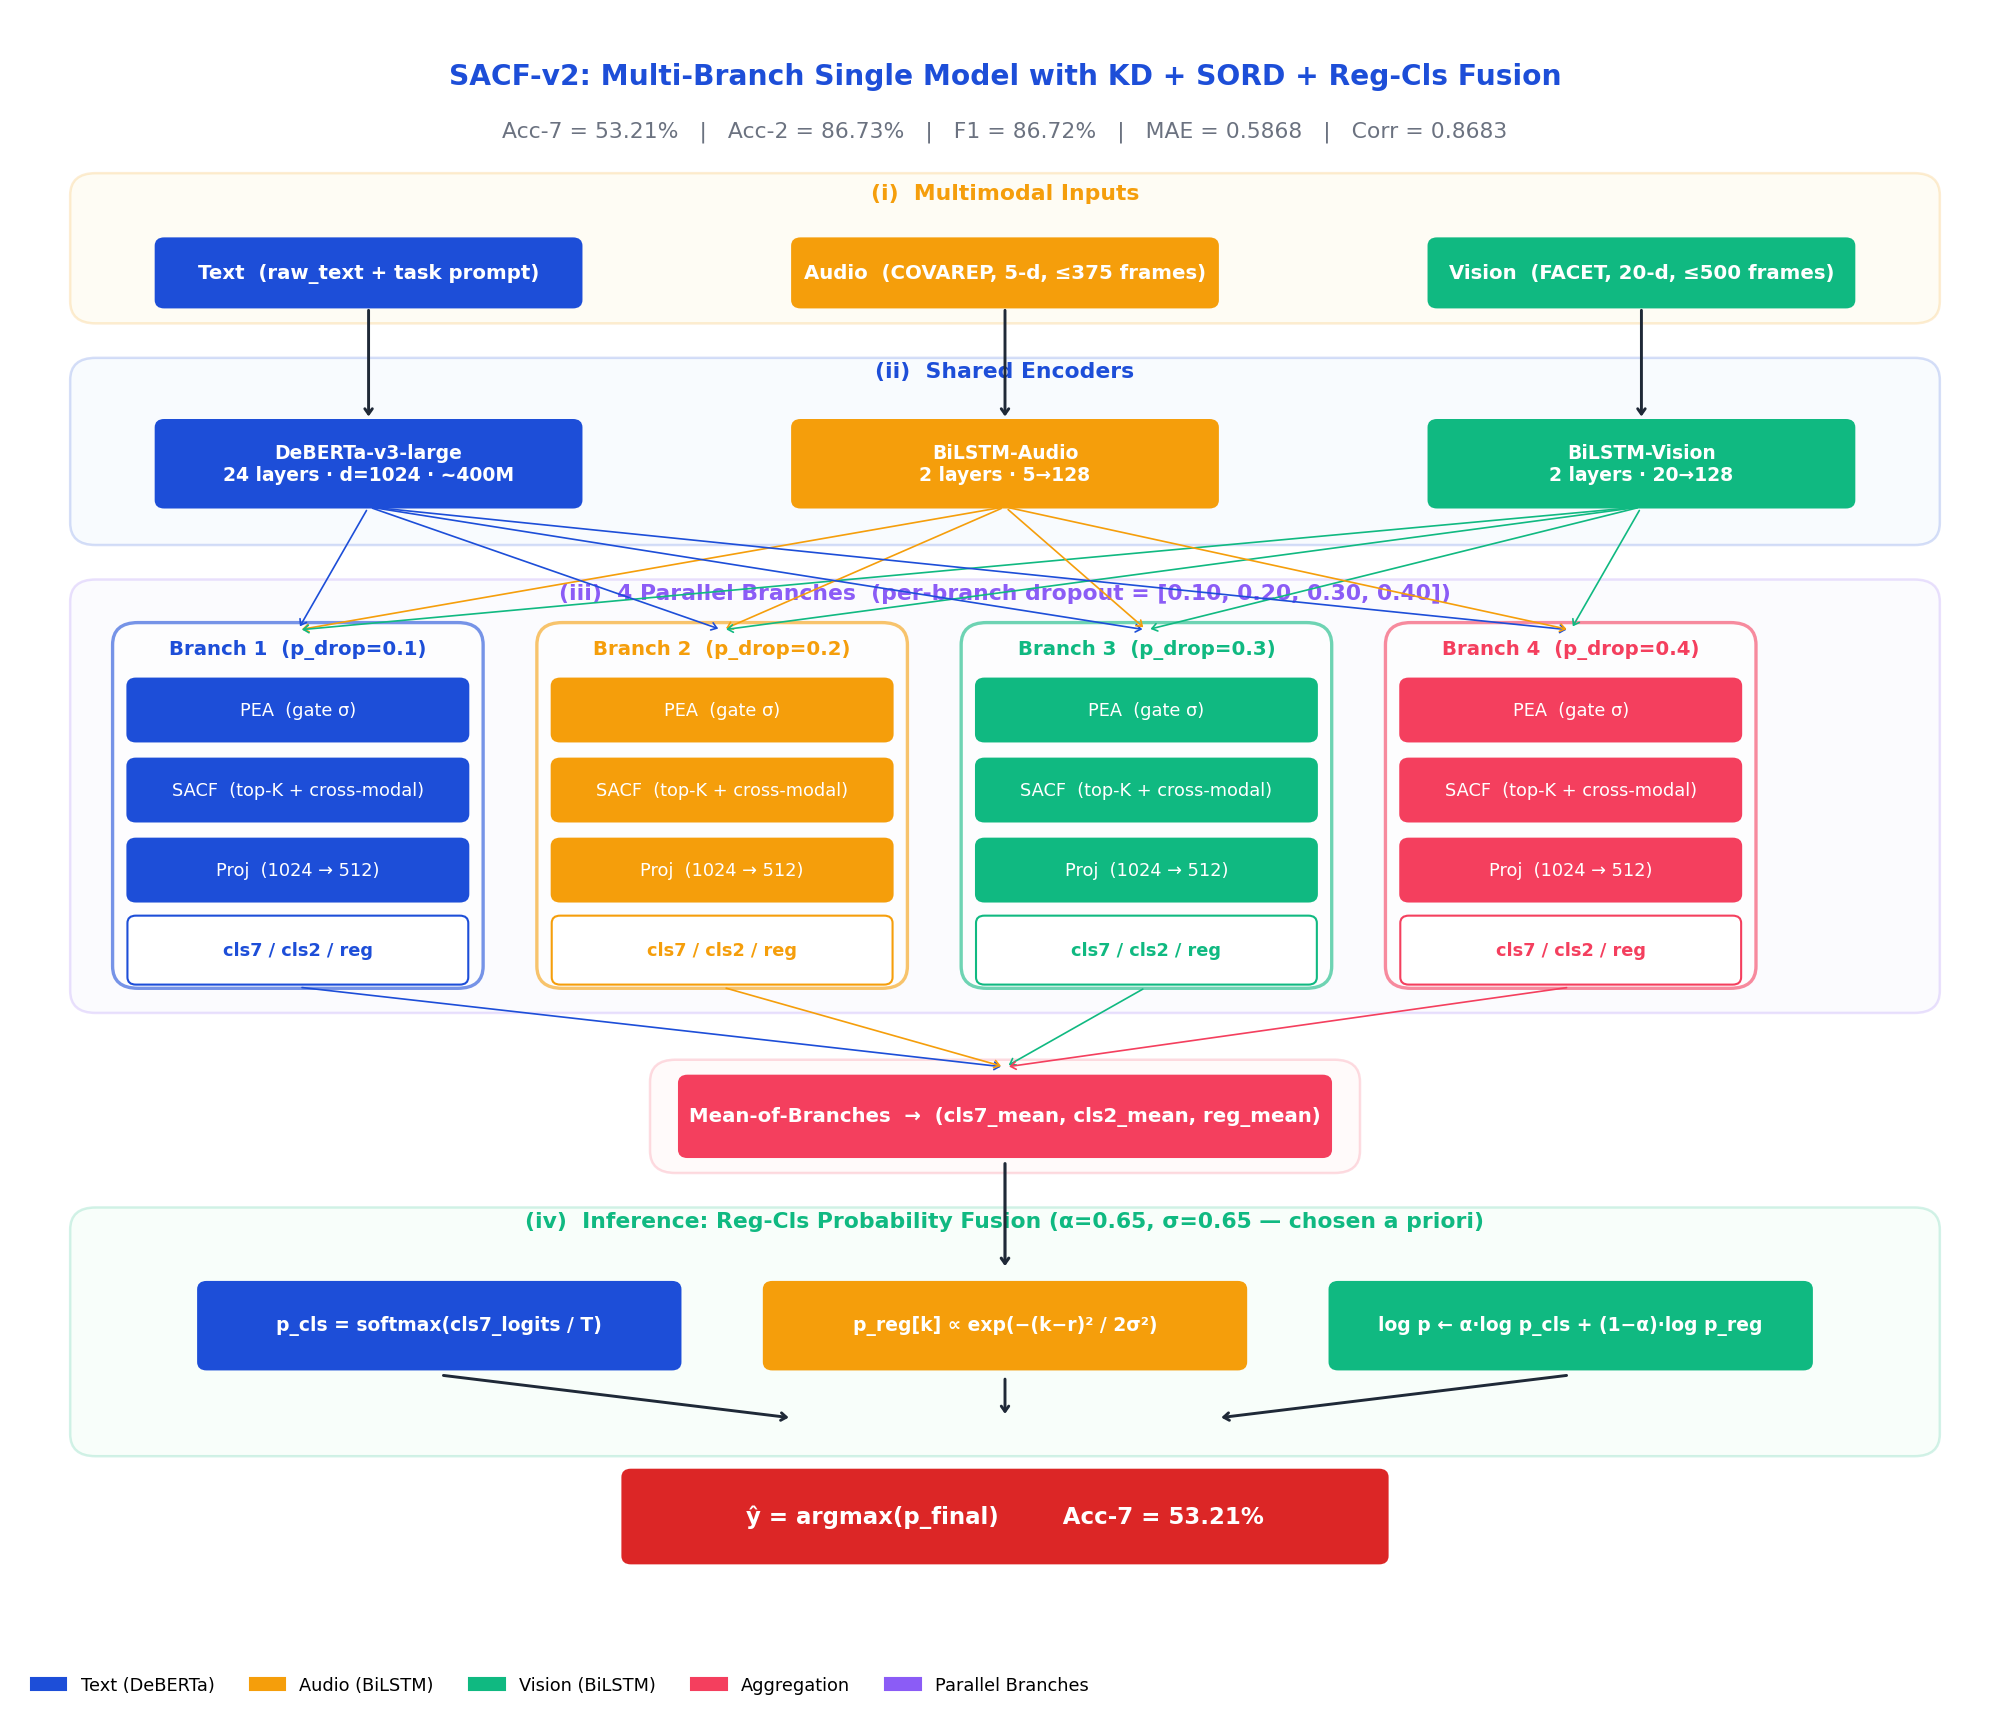 SACF-v2: Multi-Branch Single Model with KD + SORD + Reg-Cls Fusion
Acc-7 = 53.21% | Acc-2 = 86.73% | F1 = 86.72% | MAE = 0.5868 | Corr = 0.8683
(i) Multimodal Inputs
Text (raw_text + task prompt)
Audio (COVAREP, 5-d, ≤375 frames)
Vision (FACET, 20-d, ≤500 frames)
(ii) Shared Encoders
DeBERTa-v3-large
24 layers · d=1024 · ~400M
BiLSTM-Audio
2 layers · 5→128
BiLSTM-Vision
2 layers · 20→128
(iii) 4 Parallel Branches (per-branch dropout = [0.10, 0.20, 0.30, 0.40])
Branch 1 (p_drop=0.1)
PEA (gate σ)
SACF (top-K + cross-modal)
Proj (1024 → 512)
cls7 / cls2 / reg
Branch 2 (p_drop=0.2)
PEA (gate σ)
SACF (top-K + cross-modal)
Proj (1024 → 512)
cls7 / cls2 / reg
Branch 3 (p_drop=0.3)
PEA (gate σ)
SACF (top-K + cross-modal)
Proj (1024 → 512)
cls7 / cls2 / reg
Branch 4 (p_drop=0.4)
PEA (gate σ)
SACF (top-K + cross-modal)
Proj (1024 → 512)
cls7 / cls2 / reg
Mean-of-Branches → (cls7_mean, cls2_mean, reg_mean)
(iv) Inference: Reg-Cls Probability Fusion (α=0.65, σ=0.65 — chosen a priori)
p_cls = softmax(cls7_logits / T)
p_reg[k] ∝ exp(−(k−r)² / 2σ²)
log p ← α·log p_cls + (1−α)·log p_reg
ŷ = argmax(p_final) Acc-7 = 53.21%
Text (DeBERTa)
Audio (BiLSTM)
Vision (BiLSTM)
Aggregation
Parallel Branches